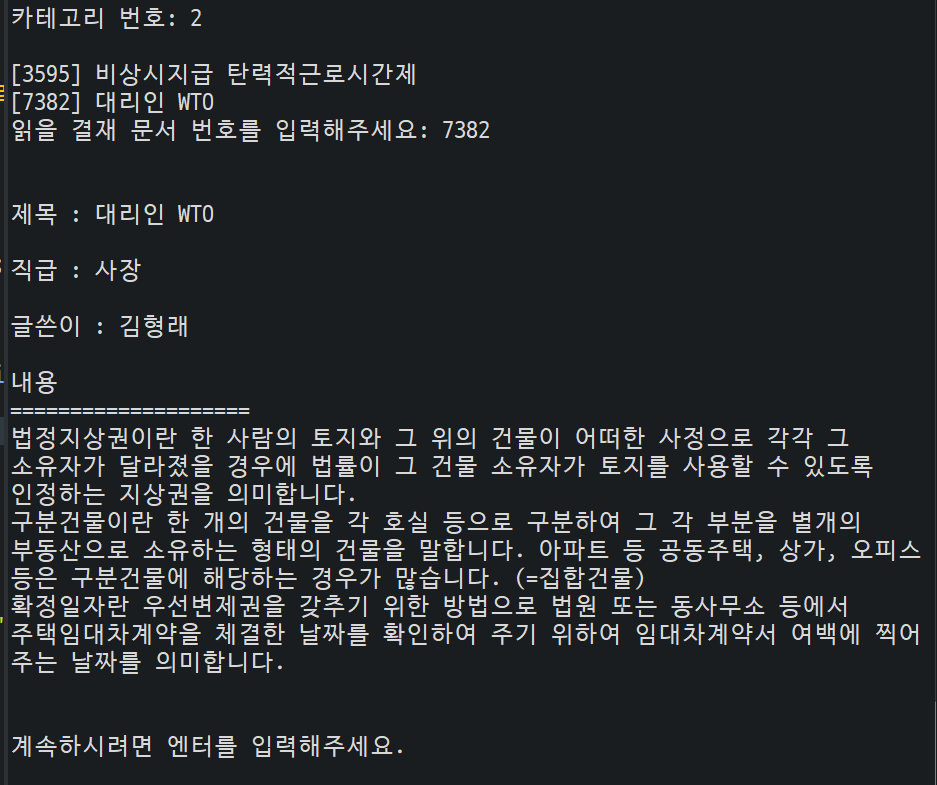 카테고리 번호: 2
[3595] 비상시지급 탄력적근로시간제
[7382] 대리인 WTO
읽을 결재 문서 번호를 입력해주세요: 7382
제목 : 대리인 WTO
직급 : 사장
글쓴이 : 김형래
내용
====================
법정지상권이란 한 사람의 토지와 그 위의 건물이 어떠한 사정으로 각각 그
소유자가 달라졌을 경우에 법률이 그 건물 소유자가 토지를 사용할 수 있도록
인정하는 지상권을 의미합니다.
구분건물이란 한 개의 건물을 각 호실 등으로 구분하여 그 각 부분을 별개의
부동산으로 소유하는 형태의 건물을 말합니다. 아파트 등 공동주택, 상가, 오피스
등은 구분건물에 해당하는 경우가 많습니다. (=집합건물)
확정일자란 우선변제권을 갖추기 위한 방법으로 법원 또는 동사무소 등에서
주택임대차계약을 체결한 날짜를 확인하여 주기 위하여 임대차계약서 여백에 찍어
주는 날짜를 의미합니다.
계속하시려면 엔터를 입력해주세요.